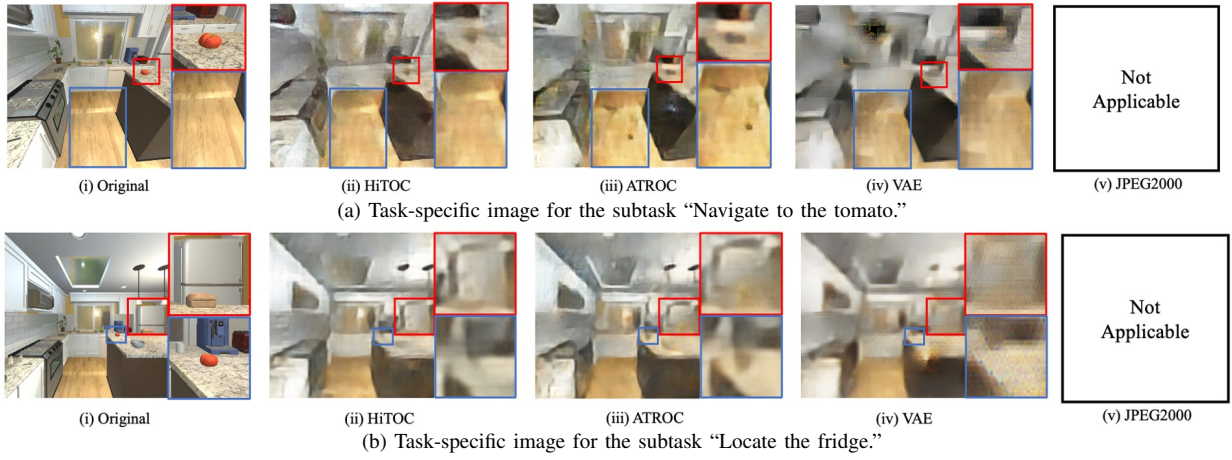 Not
Applicable
(i) Original
(ii) HiTOC
(iii) ATROC
(iv) VAE
(v) JPEG2000
(a) Task-specific image for the subtask “Navigate to the tomato.”
Not
Applicable
(i) Original
(ii) HiTOC
(iii) ATROC
(iv) VAE
(v) JPEG2000
(b) Task-specific image for the subtask “Locate the fridge.”